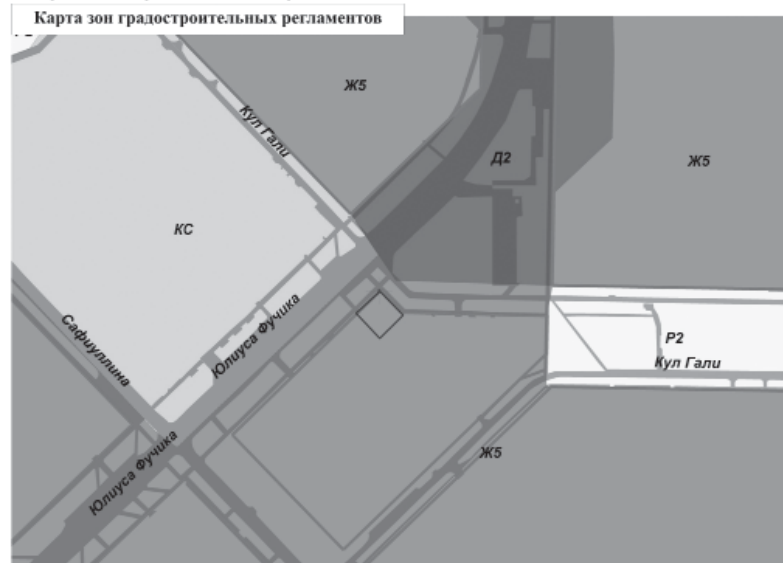 Карта зон градостроительных регламентов
Ж5
Кул Гали
Д2
Ж5
КС
Юлиуса Фучика
Сафиуллина
Р2
Кул Гали
Ж5
Юлиуса Фучика